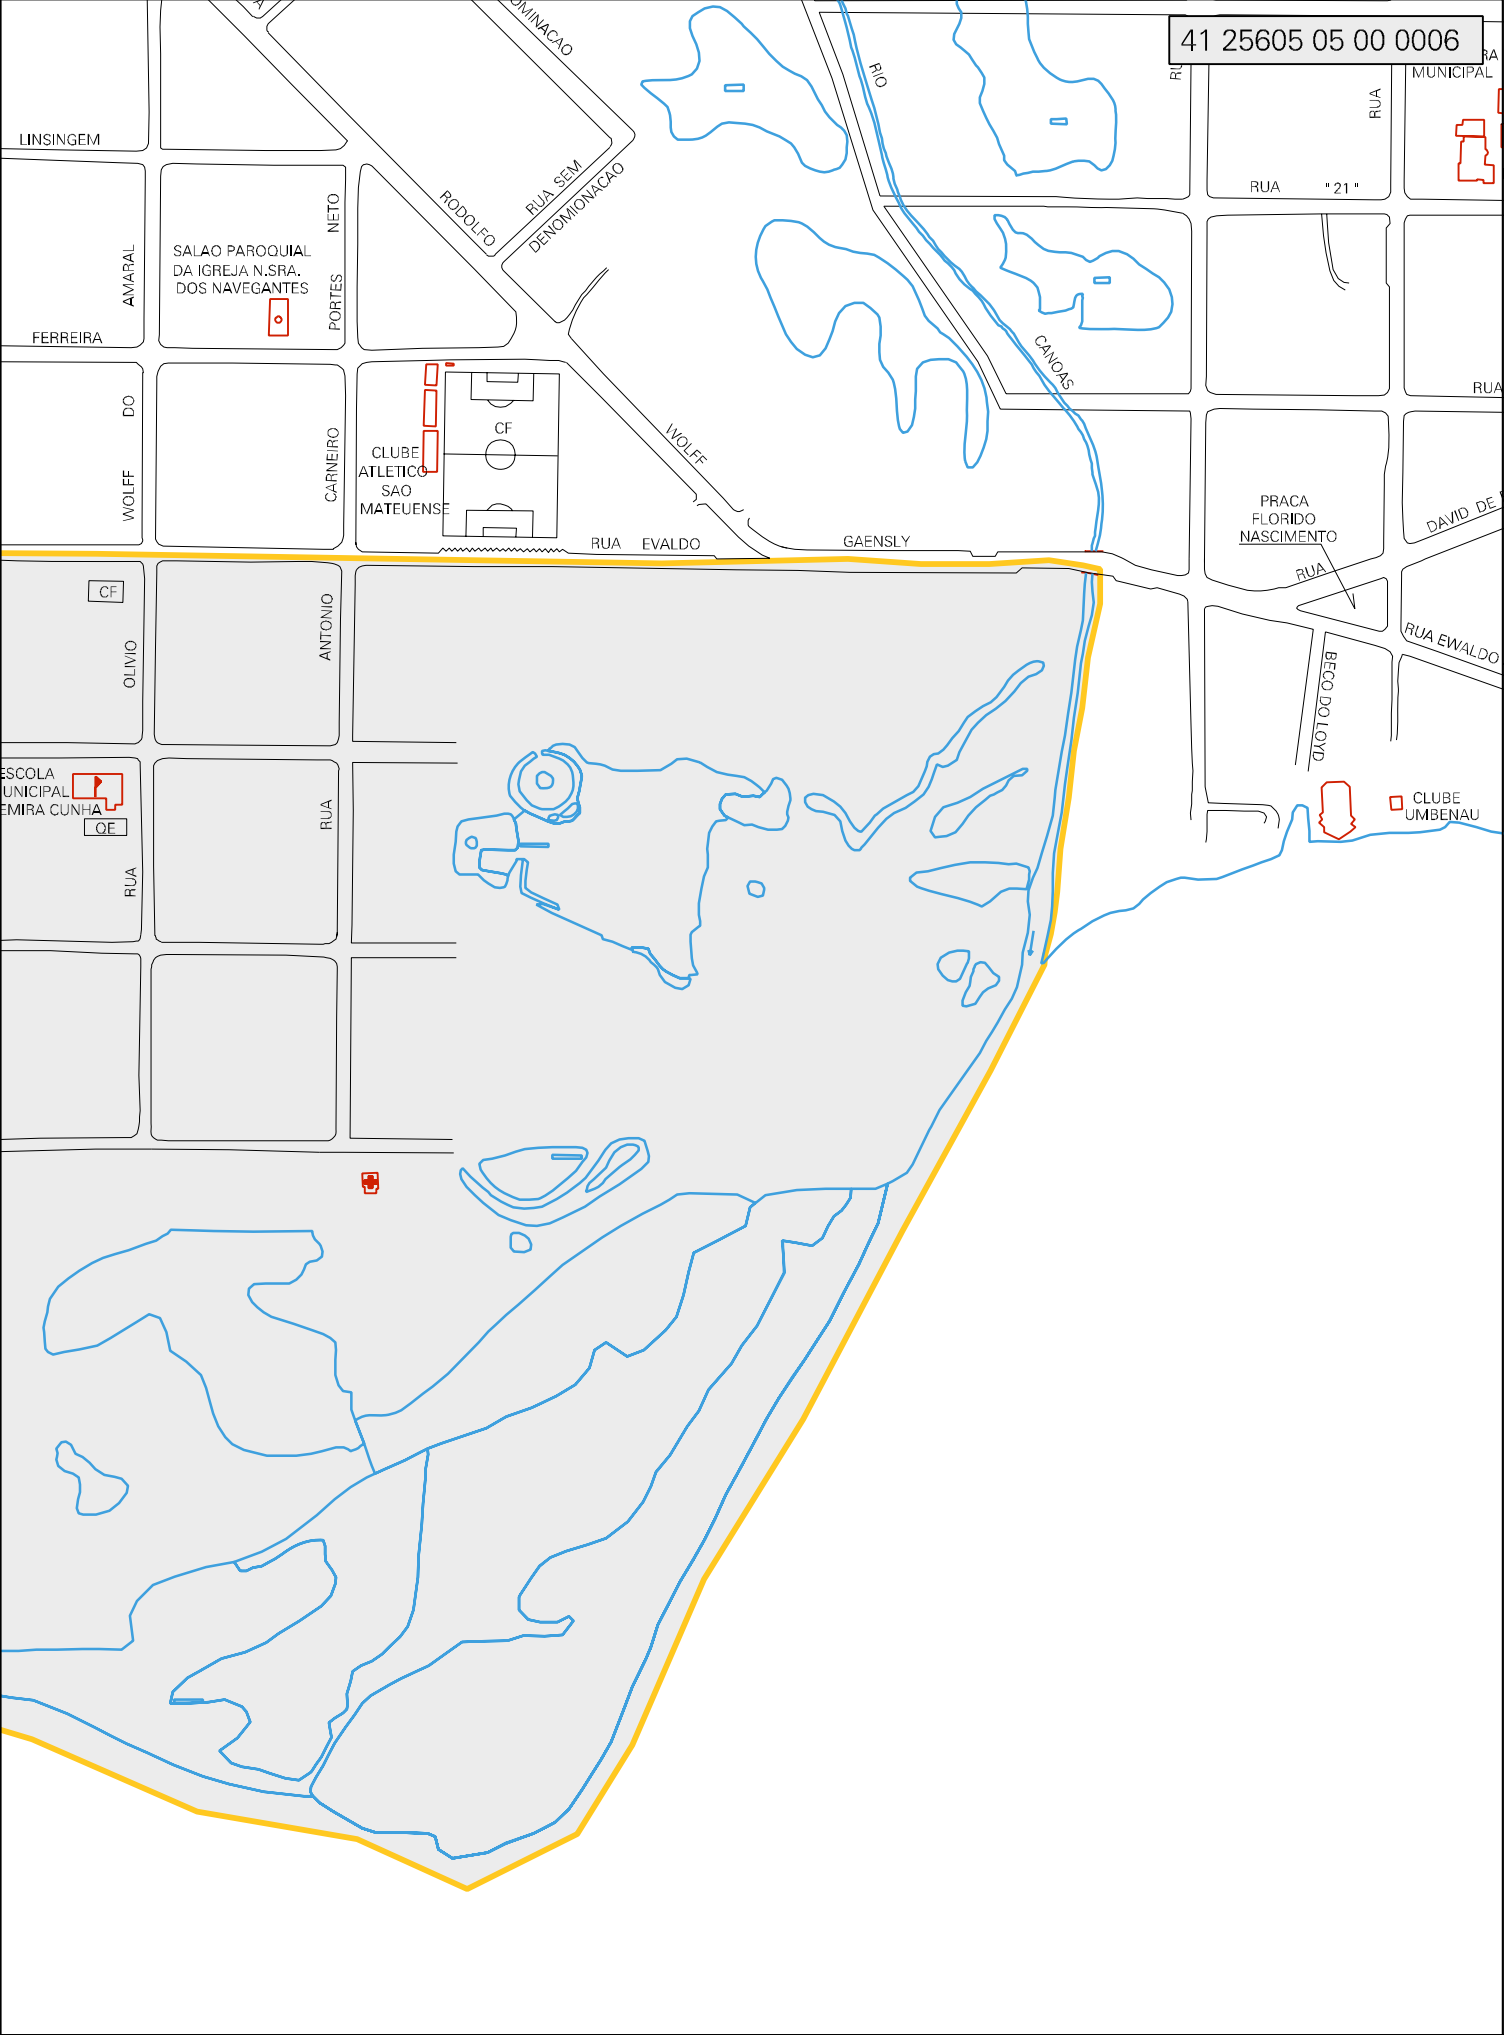 41 25605 05 00 0006
OMINACAO
RIO
MUNICIPAL
RUA
LINSINGEM
RUA "21"
RUA SEM
DENOMIONACAO
RODOLFO
WOLFF
NETO
PORTES
CARNEIRO
ANTONIO
RUA
AMARAL
DO
WOLFF
OLIVIO
RUA
SALAO PAROQUIAL
DA IGREJA N.SRA.
DOS NAVEGANTES
FERREIRA
CANOAS
RUA
CF
CLUBE
ATLETICO
SAO
MATEUENSE
RUA EVALDO GAENSLY
PRACA
FLORIDO
NASCIMENTO
DAVID DE
RUA
RUA EWALDO
BECO DO LOYD
CF
ESCOLA
UNICIPAL
EMIRA CUNHA
QE
CLUBE
UMBENAU